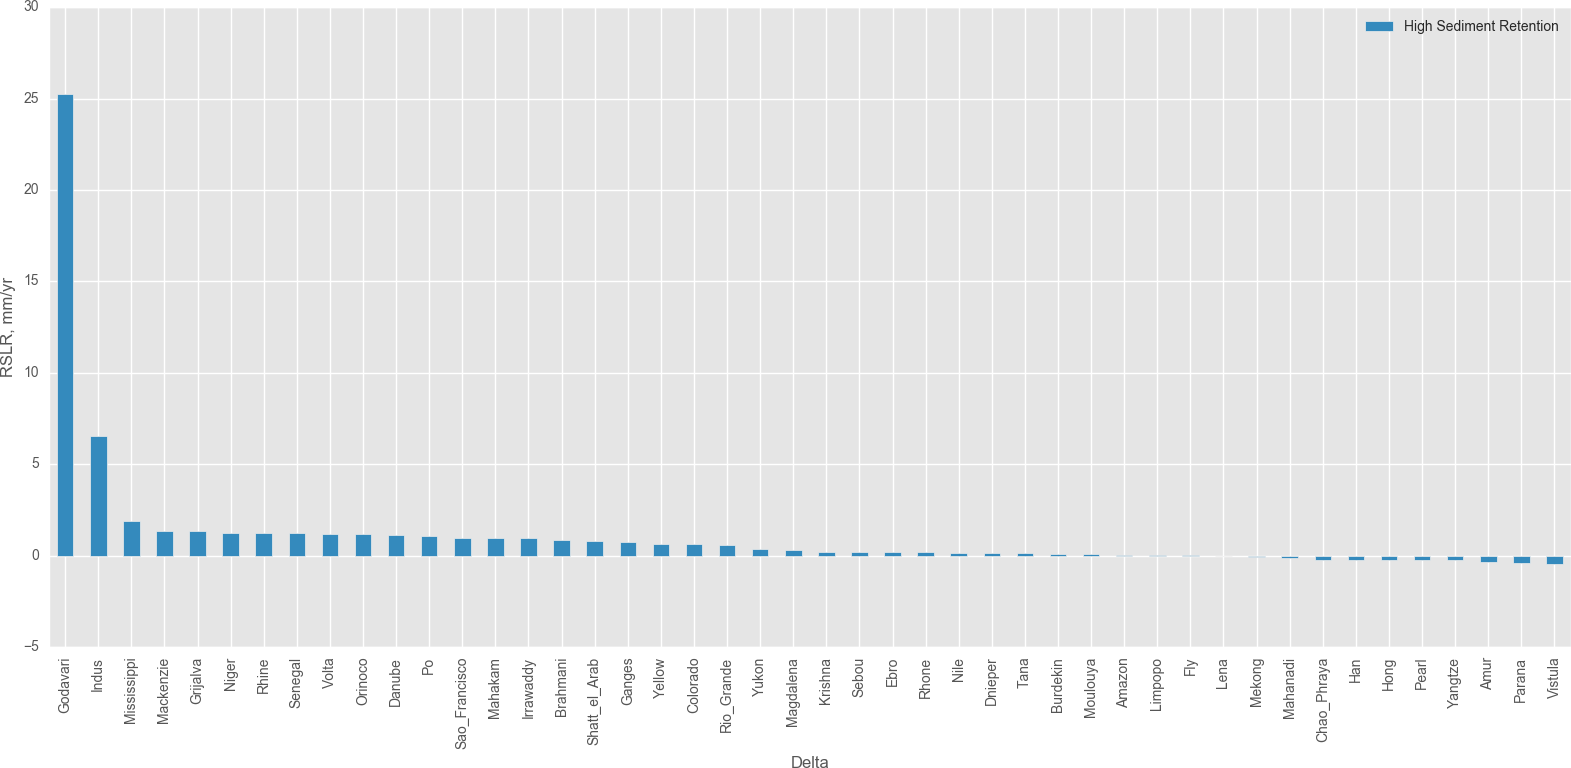 30
High Sediment Retention
25
20
15
10
5
0
−5
RSLR, mm/yr
Godavari
Indus
Mississippi
Mackenzie
Grijalva
Niger
Rhine
Senegal
Volta
Orinoco
Danube
Po
Sao_Francisco
Mahakam
Irrawaddy
Brahmani
Shatt_el_Arab
Ganges
Yellow
Colorado
Rio_Grande
Yukon
Magdalena
Krishna
Sebou
Ebro
Rhone
Nile
Dnieper
Tana
Burdekin
Moulouya
Amazon
Limpopo
Fly
Lena
Mekong
Mahanadi
Chao_Phraya
Han
Hong
Pearl
Yangtze
Amur
Parana
Vistula
Delta